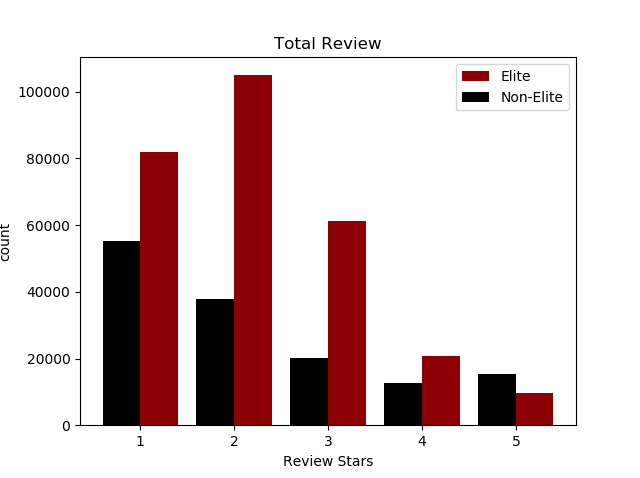 Total Review
Elite
Non-Elite
100000
80000
60000
40000
20000
0
count
1 2 3 4 5
Review Stars